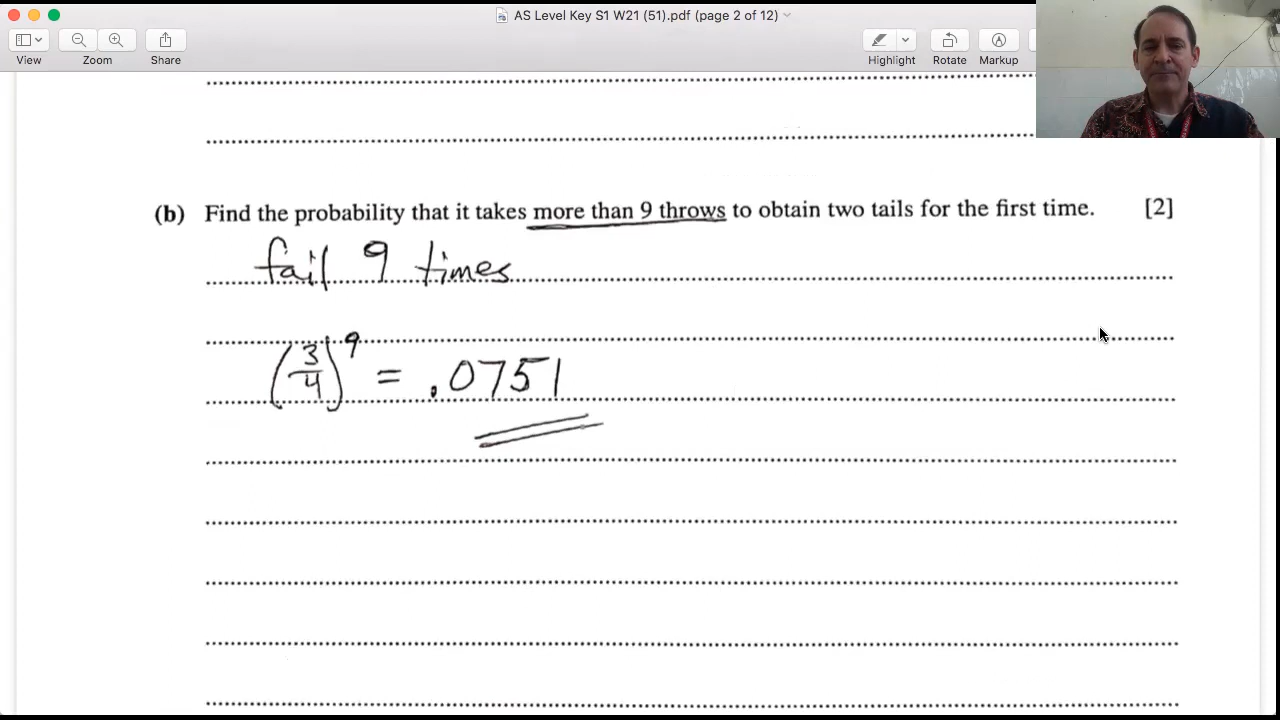 AS Level Key S1 W21 (51).pdf (page 2 of 12)
View Zoom Share Highlight Rotate Markup
(b) Find the probability that it takes more than 9 throws to obtain two tails for the first time. [2]
fail 9 times
(3/4)^9 = .0751